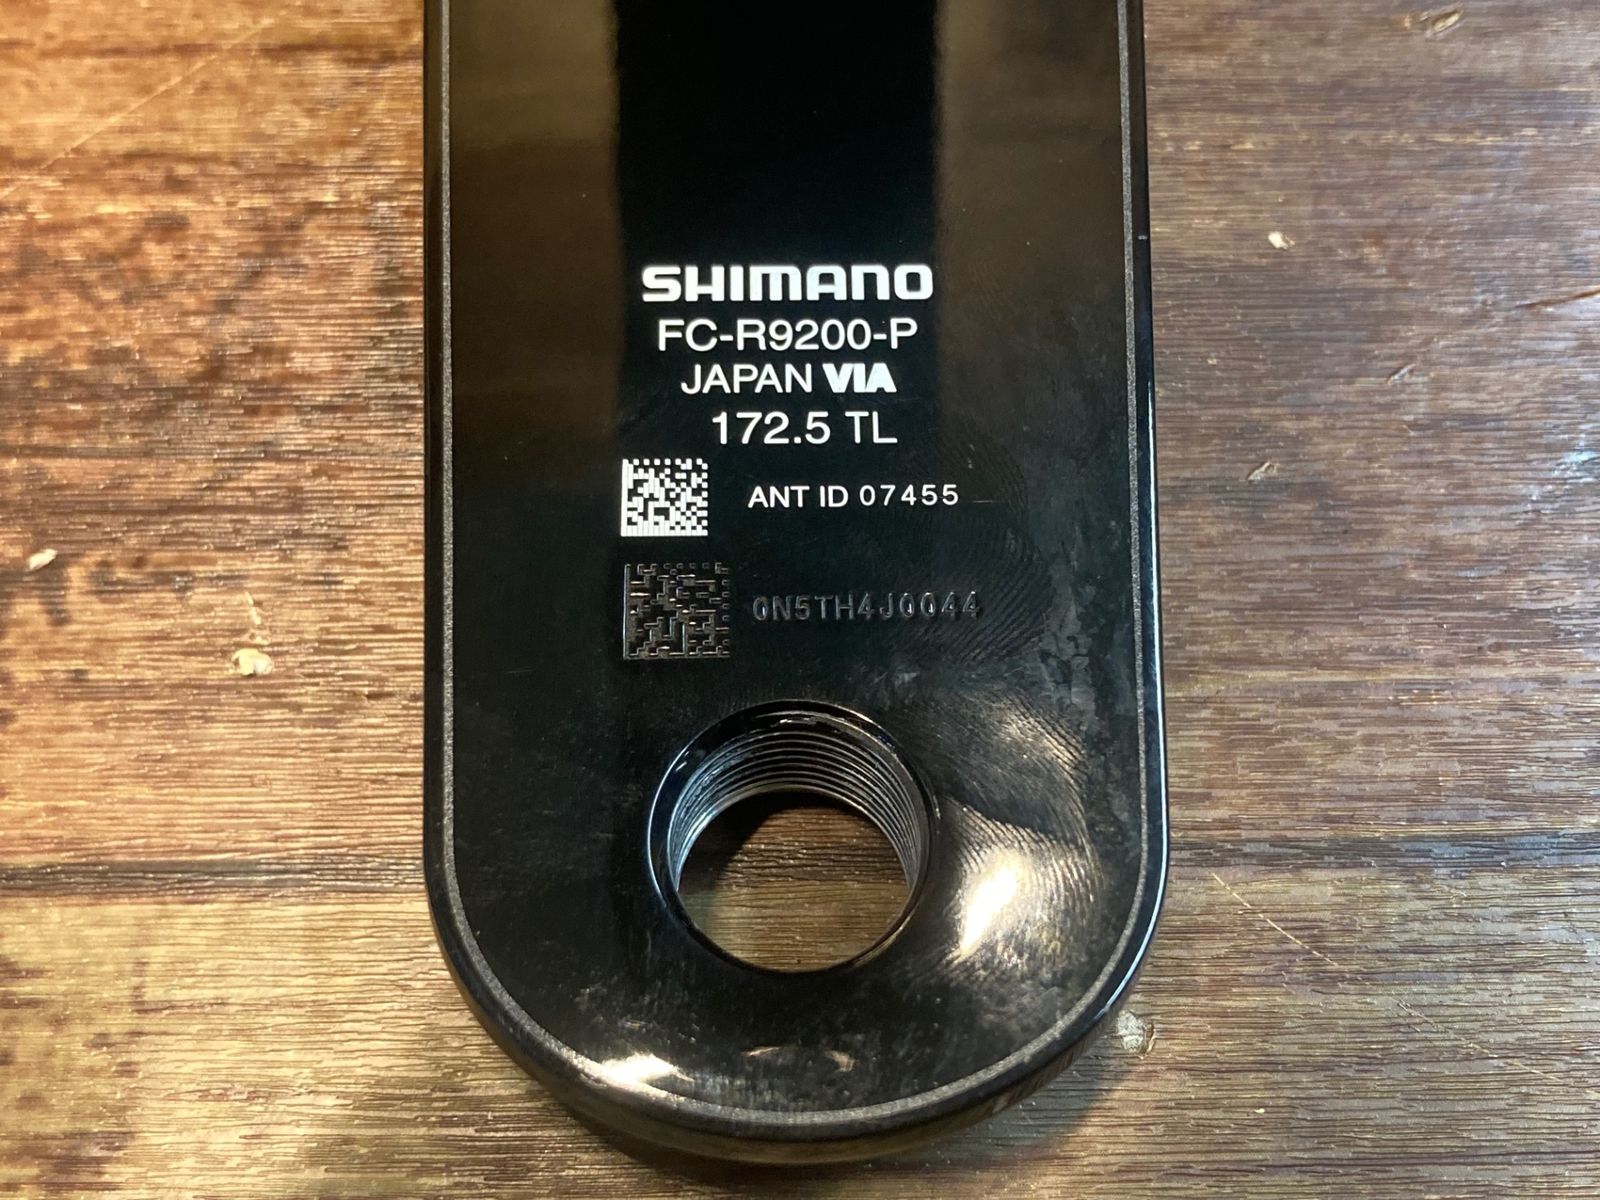 SHIMANO
FC-R9200-P
JAPAN VIA
172.5 TL
ANT ID 07455
0N5TH4J0044